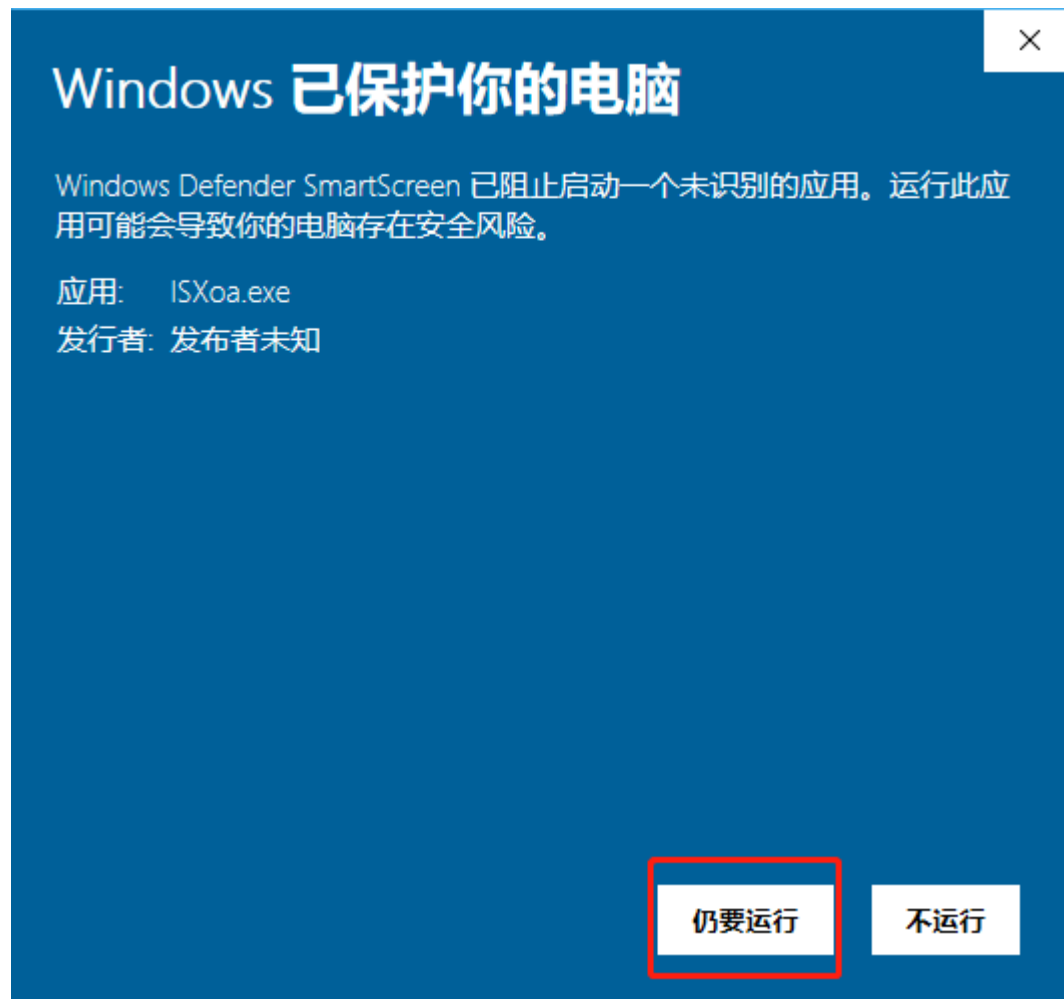 Windows 已保护你的电脑
Windows Defender SmartScreen 已阻止启动一个未识别的应用。运行此应
用可能会导致你的电脑存在安全风险。
应用: ISXoa.exe
发行者: 发布者未知
仍要运行 不运行